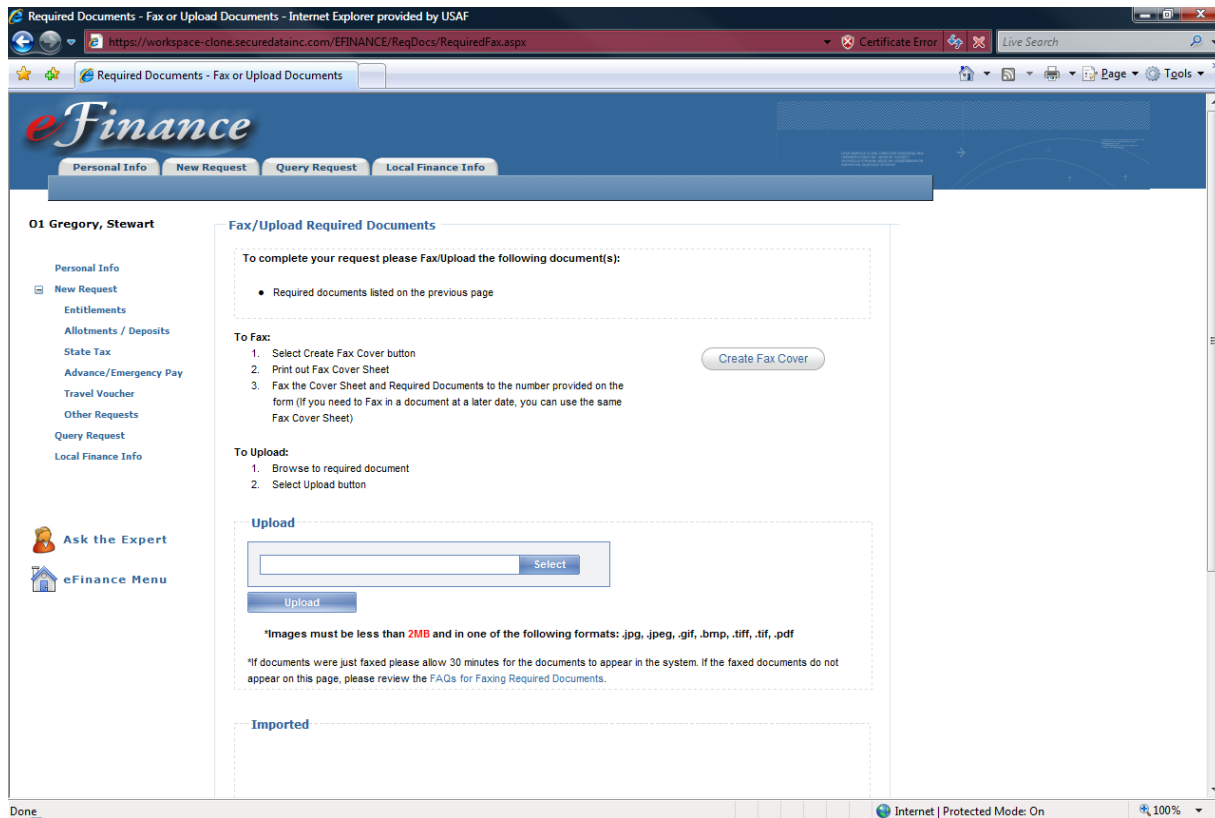 Required Documents - Fax or Upload Documents - Internet Explorer provided by USAF
https://workspace-clone.securedatainc.com/EFINANCE/ReqDocs/RequiredFax.aspx
Certificate Error
Live Search
Required Documents - Fax or Upload Documents
Page
Tools
eFinance
Personal Info
New Request
Query Request
Local Finance Info
O1 Gregory, Stewart
Personal Info
New Request
Entitlements
Allotments / Deposits
State Tax
Advance/Emergency Pay
Travel Voucher
Other Requests
Query Request
Local Finance Info
Ask the Expert
eFinance Menu
Fax/Upload Required Documents
To complete your request please Fax/Upload the following document(s):
• Required documents listed on the previous page
To Fax:
1. Select Create Fax Cover button
2. Print out Fax Cover Sheet
3. Fax the Cover Sheet and Required Documents to the number provided on the
form (If you need to Fax in a document at a later date, you can use the same
Fax Cover Sheet)
Create Fax Cover
To Upload:
1. Browse to required document
2. Select Upload button
Upload
Select
Upload
*Images must be less than 2MB and in one of the following formats: .jpg, .jpeg, .gif, .bmp, .tiff, .tif, .pdf
*If documents were just faxed please allow 30 minutes for the documents to appear in the system. If the faxed documents do not
appear on this page, please review the FAQs for Faxing Required Documents.
Imported
Done
Internet | Protected Mode: On
100%